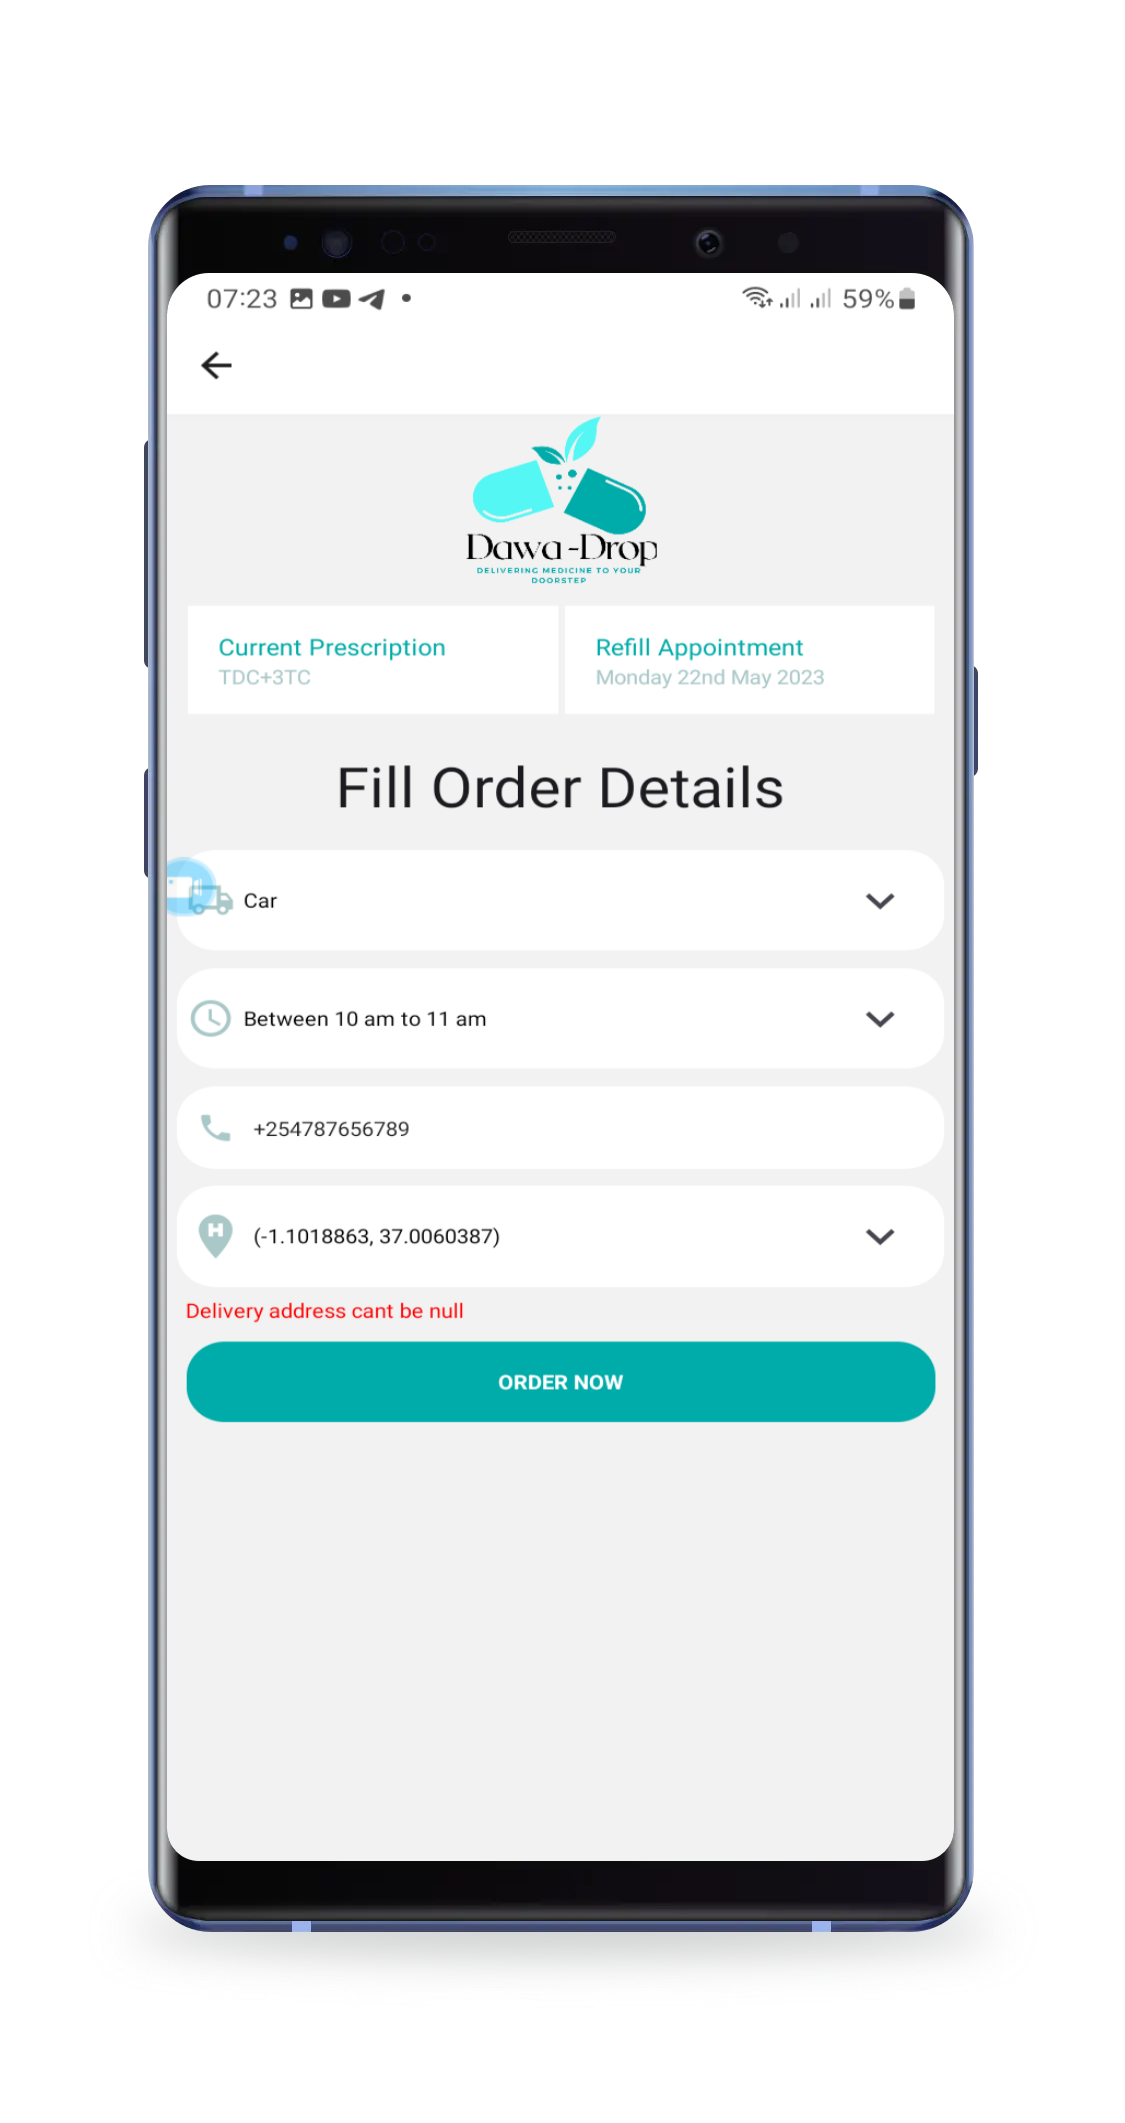 07:23
59%
Dawa-Drop
DELIVERING MEDICINE TO YOUR
DOORSTEP
Current Prescription
TDC+3TC
Refill Appointment
Monday 22nd May 2023
Fill Order Details
Car
Between 10 am to 11 am
+254787656789
H
(-1.1018863, 37.0060387)
Delivery address cant be null
ORDER NOW